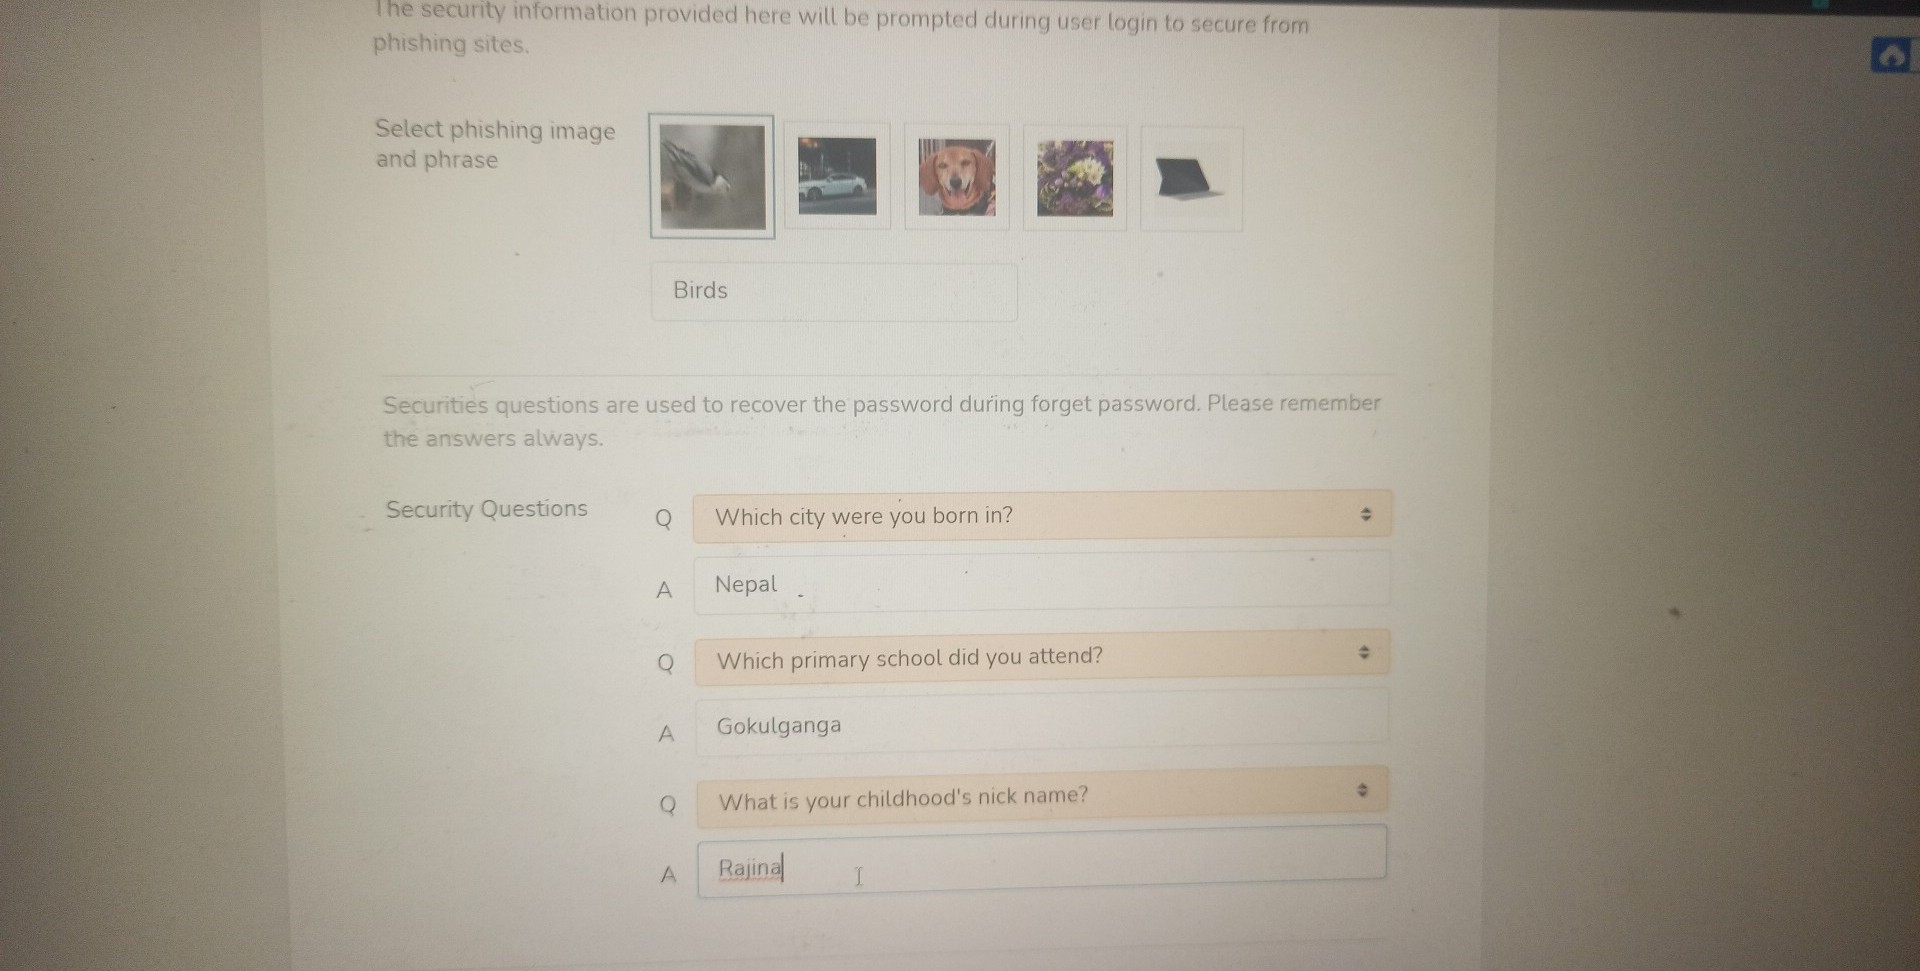 The security information provided here will be prompted during user login to secure from
phishing sites.
Select phishing image
and phrase
Birds
Securities questions are used to recover the password during forget password. Please remember
the answers always.
Security Questions
Q Which city were you born in?
A Nepal
Q Which primary school did you attend?
A Gokulganga
Q What is your childhood's nick name?
A Rajina